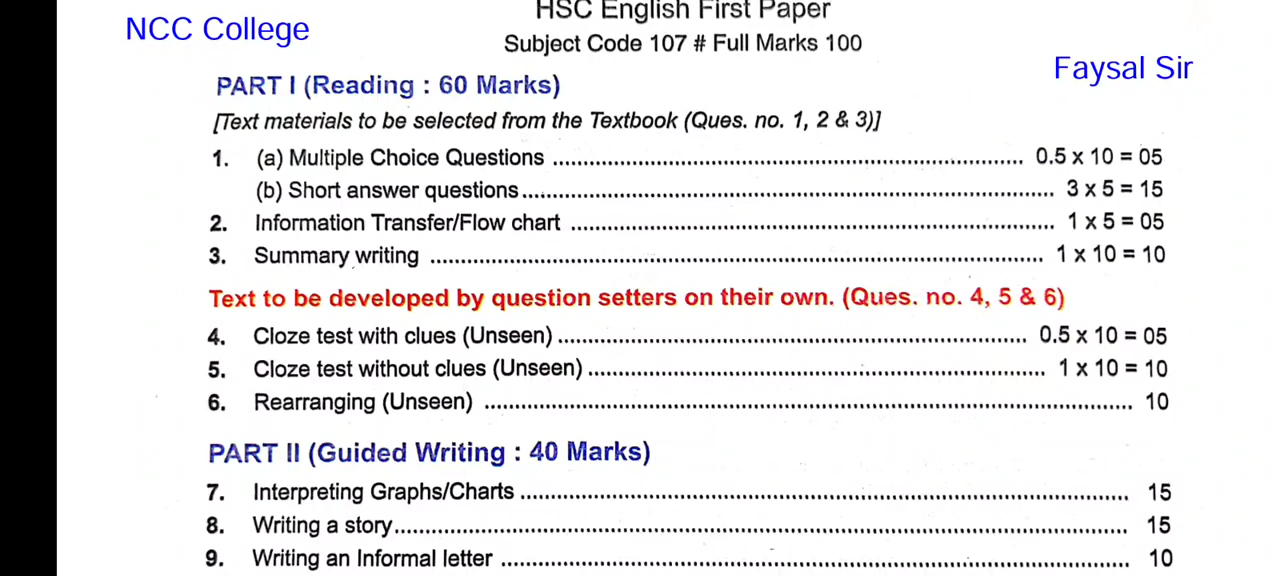 HSC English First Paper
NCC College
Subject Code 107 # Full Marks 100
Faysal Sir
PART I (Reading : 60 Marks)
[Text materials to be selected from the Textbook (Ques. no. 1, 2 & 3)]
1. (a) Multiple Choice Questions ........ 0.5 x 10 = 05
(b) Short answer questions ........ 3 x 5 = 15
2. Information Transfer/Flow chart ........ 1 x 5 = 05
3. Summary writing ........ 1 x 10 = 10
Text to be developed by question setters on their own. (Ques. no. 4, 5 & 6)
4. Cloze test with clues (Unseen) ........ 0.5 x 10 = 05
5. Cloze test without clues (Unseen) ........ 1 x 10 = 10
6. Rearranging (Unseen) ........ 10
PART II (Guided Writing : 40 Marks)
7. Interpreting Graphs/Charts ........ 15
8. Writing a story ........ 15
9. Writing an Informal letter ........ 10